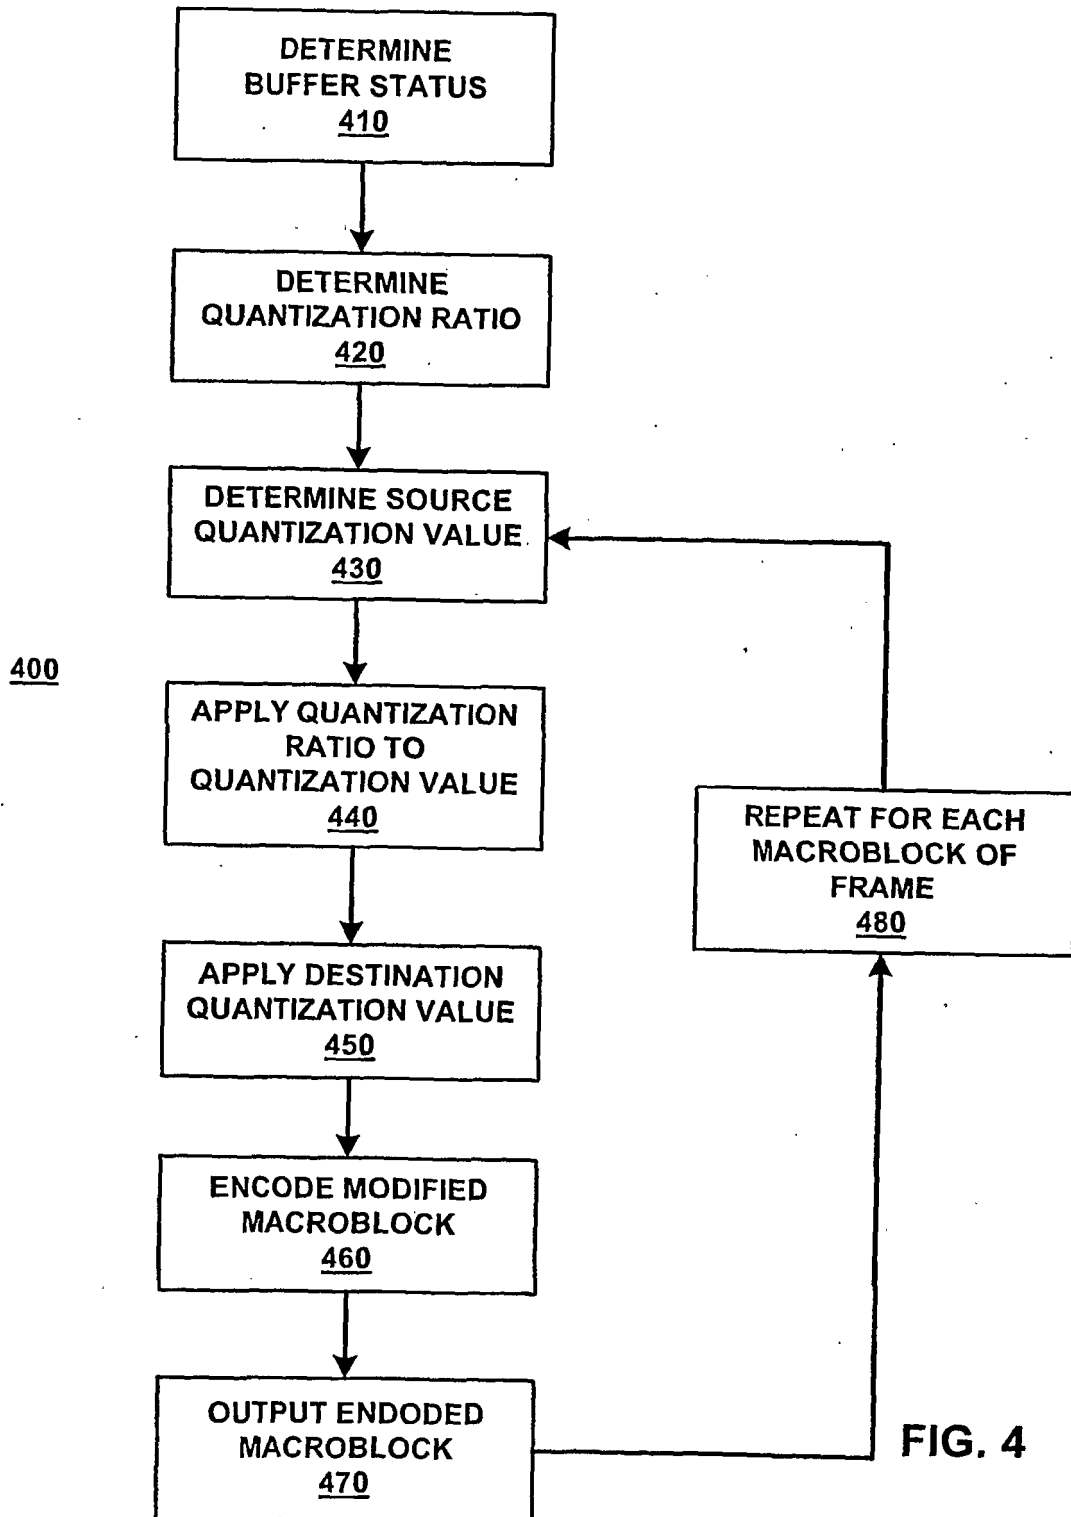 DETERMINE
BUFFER STATUS
410
DETERMINE
QUANTIZATION RATIO
420
DETERMINE SOURCE
QUANTIZATION VALUE
430
400
APPLY QUANTIZATION
RATIO TO
QUANTIZATION VALUE
440
REPEAT FOR EACH
MACROBLOCK OF
FRAME
480
APPLY DESTINATION
QUANTIZATION VALUE
450
ENCODE MODIFIED
MACROBLOCK
460
OUTPUT ENDODED
MACROBLOCK
470
FIG. 4